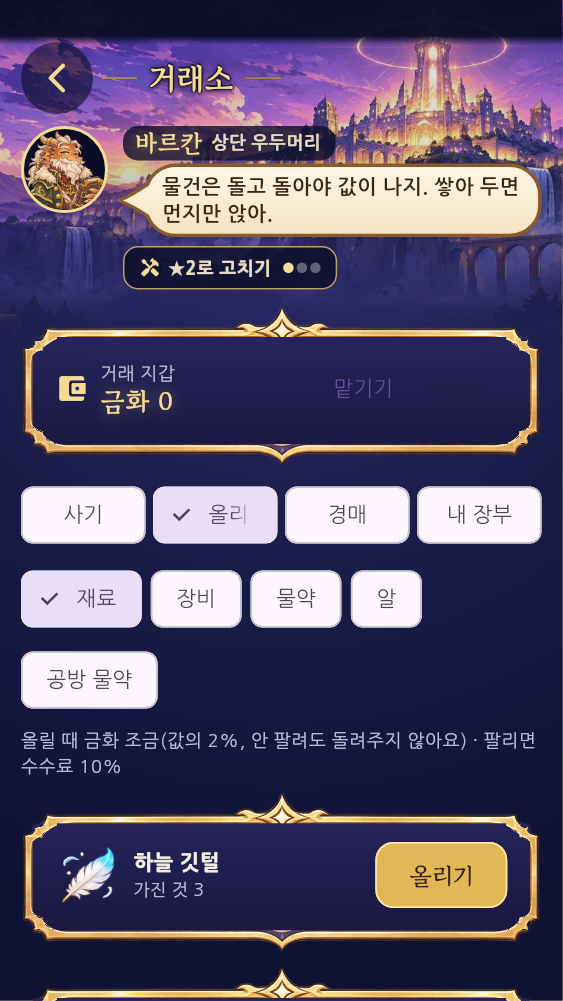 거래소
바르칸 상단 우두머리
물건은 돌고 돌아야 값이 나지. 쌓아 두면
먼지만 앉아.
★2로 고치기
거래 지갑
금화 0
맡기기
사기 올리 경매 내 장부
재료 장비 물약 알
공방 물약
올릴 때 금화 조금(값의 2%, 안 팔려도 돌려주지 않아요) · 팔리면
수수료 10%
하늘 깃털
가진 것 3
올리기